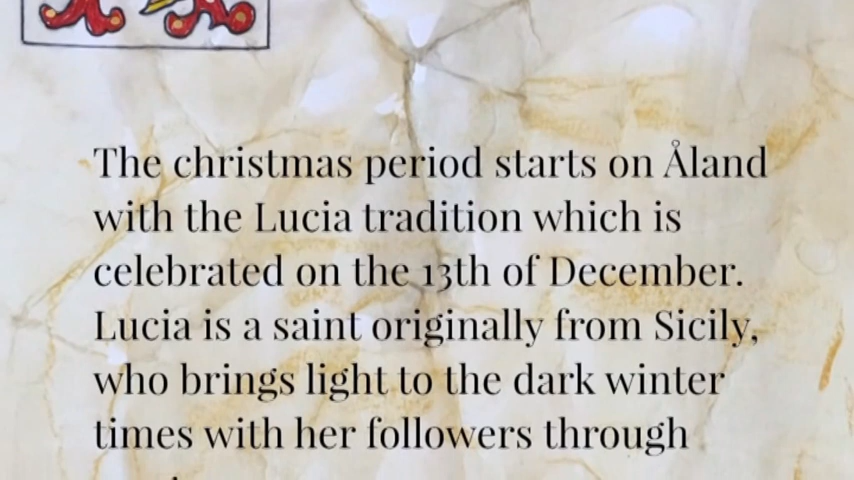 The christmas period starts on Åland
with the Lucia tradition which is
celebrated on the 13th of December.
Lucia is a saint originally from Sicily,
who brings light to the dark winter
times with her followers through